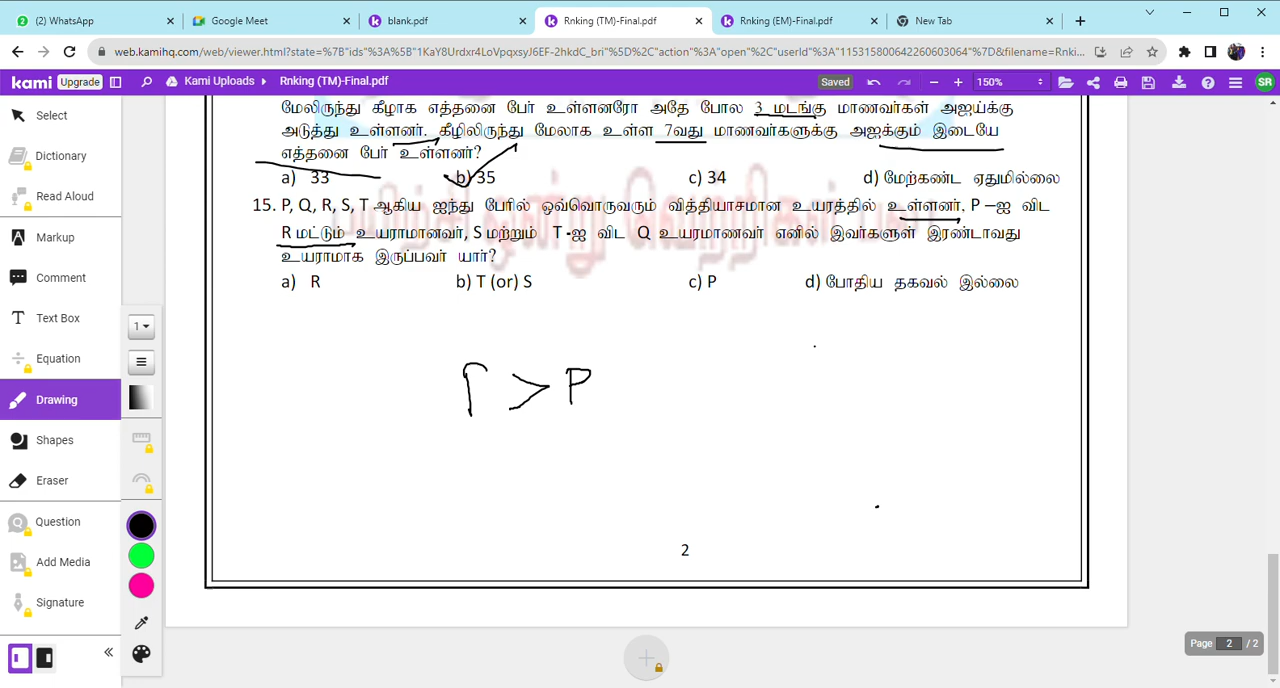 (2) WhatsApp
Google Meet
blank.pdf
Rnking (TM)-Final.pdf
Rnking (EM)-Final.pdf
New Tab
web.kamihq.com/web/viewer.html?state=%7B"ids"%3A%5B"1KaY8Urdxr4LoVpqxsyJ6EF-2hkdC_bri"%5D%2C"action"%3A"open"%2C"userId"%3A"115315800642260603064"%7D&filename=Rnki...
kami Upgrade
Kami Uploads
Rnking (TM)-Final.pdf
Saved
150%
SR
Select
Dictionary
Read Aloud
Markup
Comment
Text Box
Equation
Drawing
Shapes
Eraser
Question
Add Media
Signature
1
மேலிருந்து கீழாக எத்தனை பேர் உள்ளனரோ அதே போல 3 மடங்கு மாணவர்கள் அஜய்க்கு
அடுத்து உள்ளனர். கீழிலிருந்து மேலாக உள்ள 7வது மாணவர்களுக்கு அஜக்கும் இடையே
எத்தனை பேர் உள்ளனர்?
a) 33 b) 35 c) 34 d) மேற்கண்ட ஏதுமில்லை
15. P, Q, R, S, T ஆகிய ஐந்து பேரில் ஒவ்வொருவரும் வித்தியாசமான உயரத்தில் உள்ளனர். P –ஐ விட
R மட்டும் உயராமானவர், S மற்றும் T -ஐ விட Q உயரமாணவர் எனில் இவர்களுள் இரண்டாவது
உயராமாக இருப்பவர் யார்?
a) R b) T (or) S c) P d) போதிய தகவல் இல்லை
> P
2
Page 2 / 2